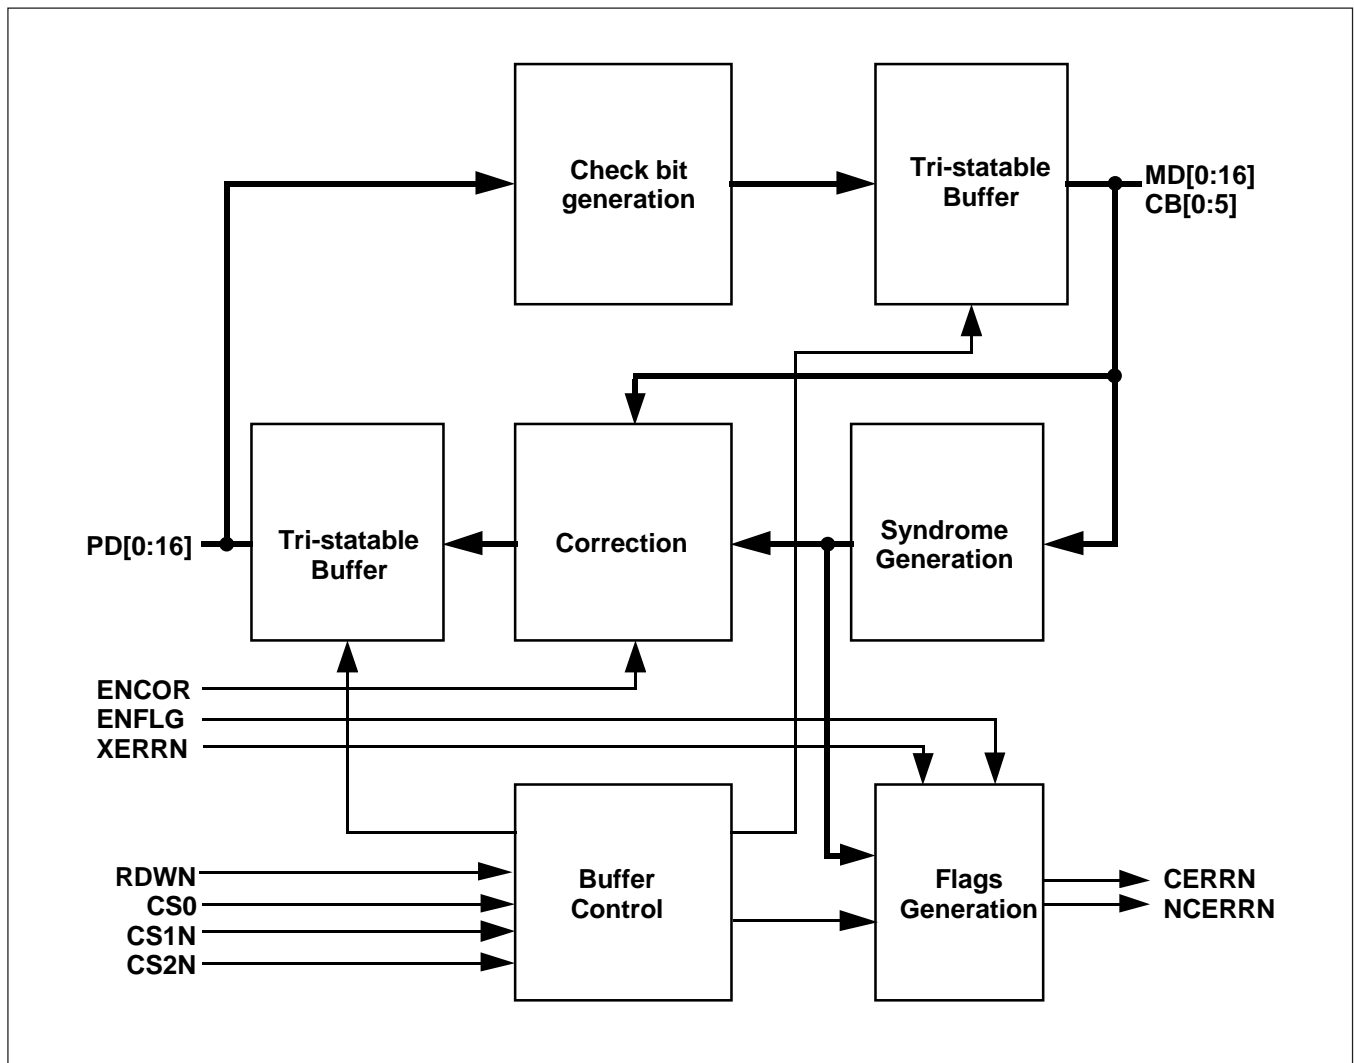 Check bit
generation
Tri-statable
Buffer
MD[0:16]
CB[0:5]
PD[0:16]
Tri-statable
Buffer
Correction
Syndrome
Generation
ENCOR
ENFLG
XERRN
RDWN
CS0
CS1N
CS2N
Buffer
Control
Flags
Generation
CERRN
NCERRN